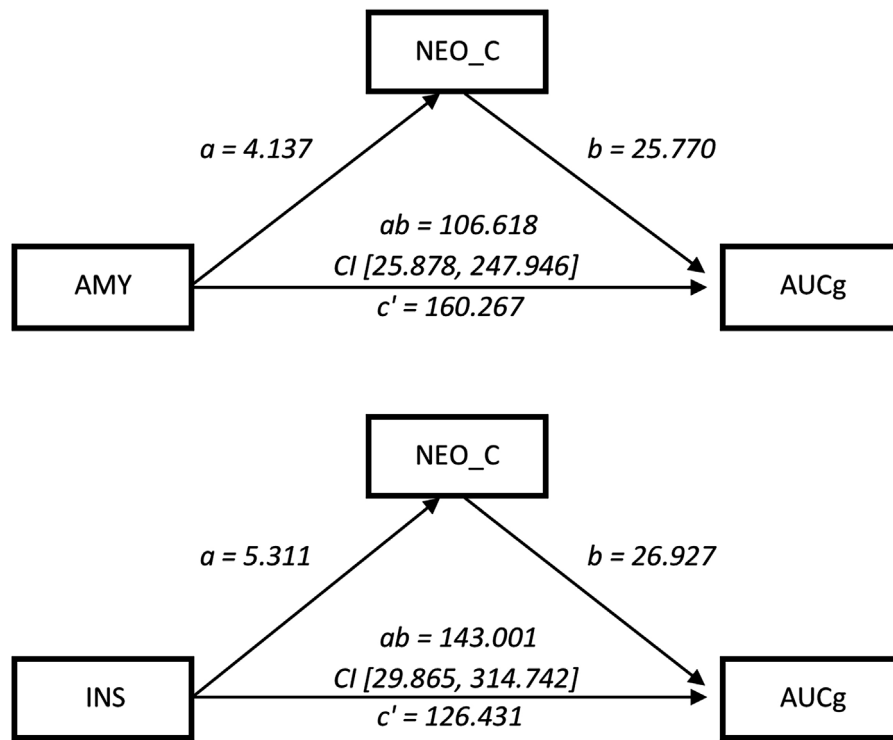 NEO_C
a = 4.137
b = 25.770
ab = 106.618
CI [25.878, 247.946]
AMY
AUCg
c' = 160.267
NEO_C
a = 5.311
b = 26.927
ab = 143.001
CI [29.865, 314.742]
INS
AUCg
c' = 126.431